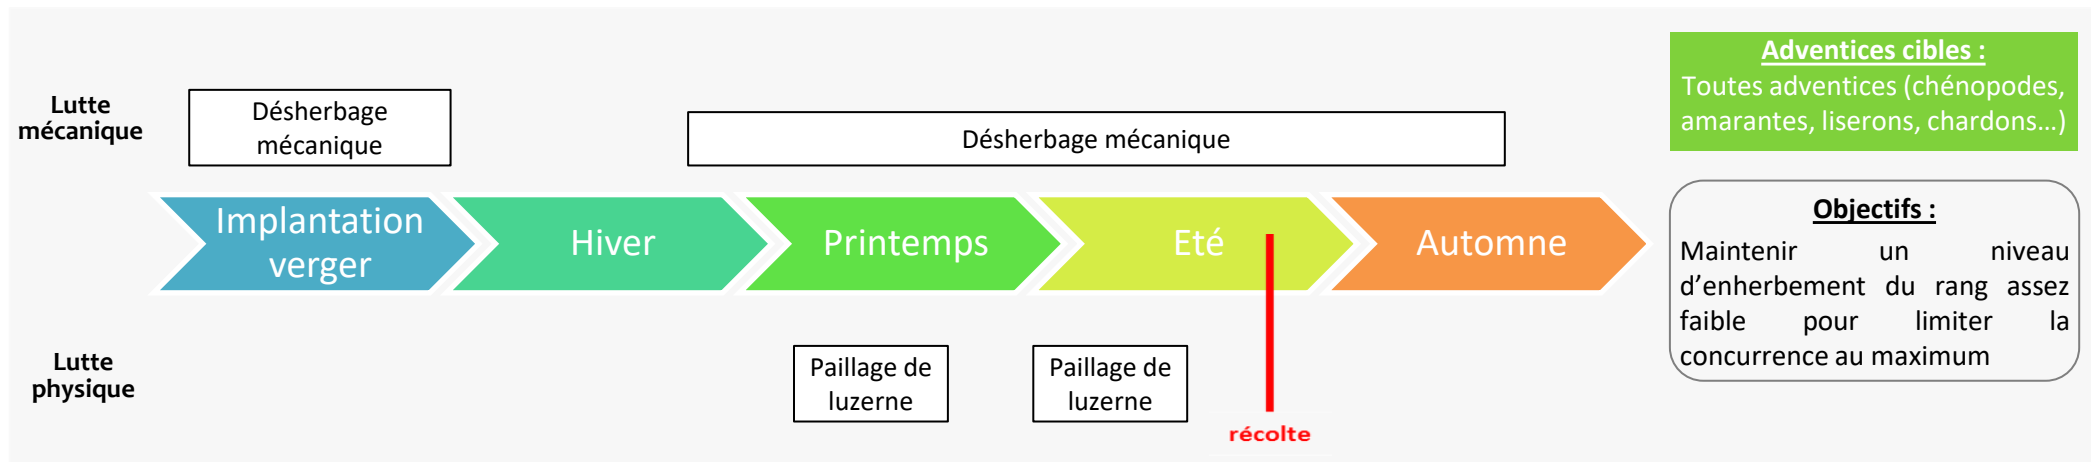 Lutte
mécanique
Désherbage
mécanique
Désherbage mécanique
Implantation
verger
Hiver
Printemps
Eté
Automne
Lutte
physique
Paillage de
luzerne
Paillage de
luzerne
récolte
Adventices cibles :
Toutes adventices (chénopodes,
amarantes, liserons, chardons…)
Objectifs :
Maintenir un niveau
d’enherbement du rang assez
faible pour limiter la
concurrence au maximum